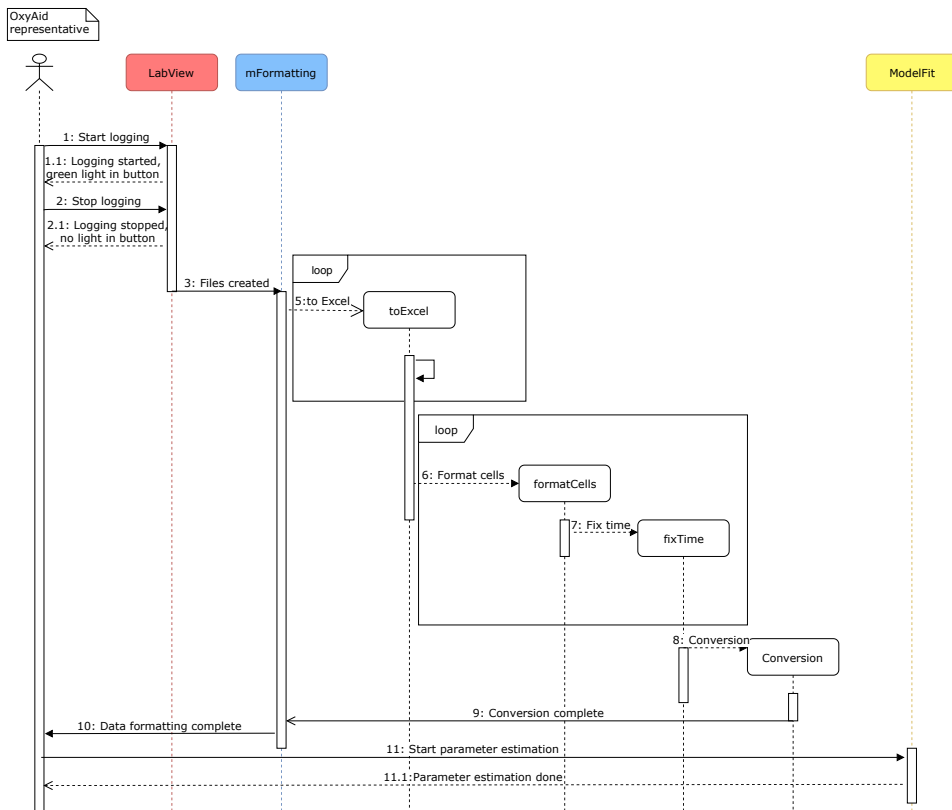 OxyAid
representative
LabView
mFormatting
ModelFit
1: Start logging
1.1: Logging started,
green light in button
2: Stop logging
2.1: Logging stopped,
no light in button
loop
3: Files created
5:to Excel
toExcel
loop
6: Format cells
formatCells
7: Fix time
fixTime
8: Conversion
Conversion
9: Conversion complete
10: Data formatting complete
11: Start parameter estimation
11.1:Parameter estimation done